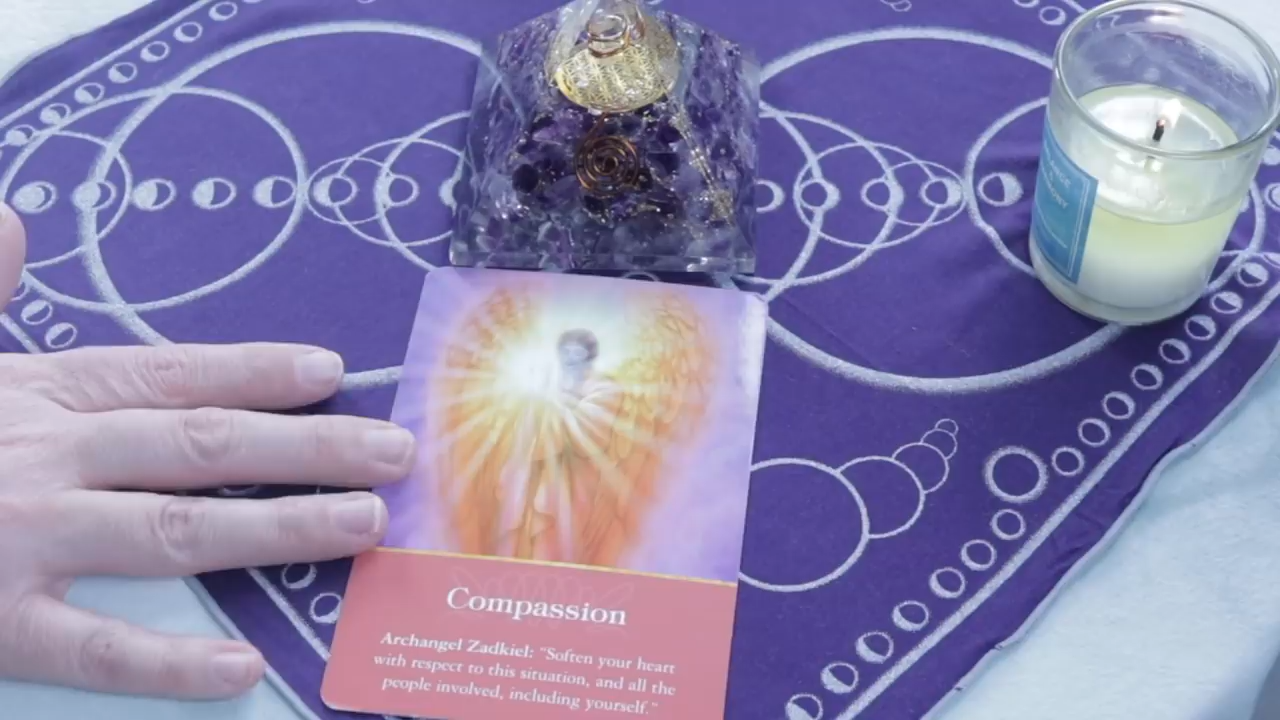 Compassion
Archangel Zadkiel: "Soften your heart
with respect to this situation, and all the
people involved, including yourself."